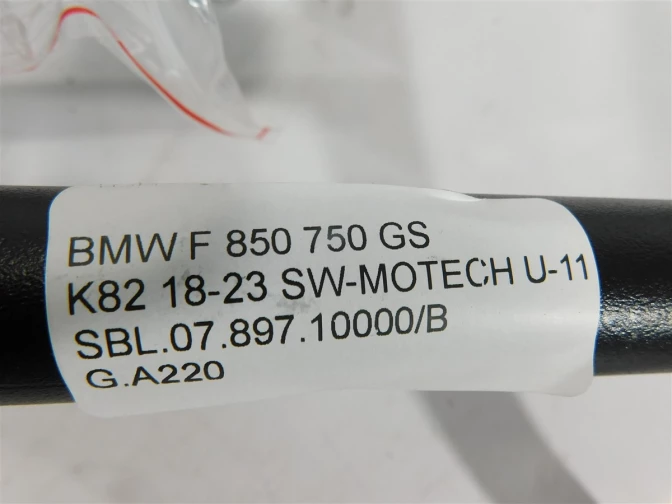 BMW F 850 750 GS
K82 18-23 SW-MOTECH U-11
SBL.07.897.10000/B
G.A220